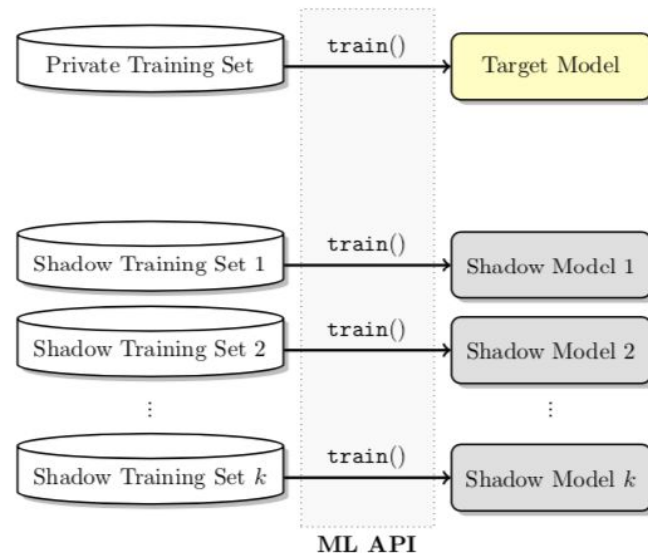 Private Training Set train() Target Model
Shadow Training Set 1 train() Shadow Model 1
Shadow Training Set 2 train() Shadow Model 2
⋮ ⋮
Shadow Training Set k train() Shadow Model k
ML API